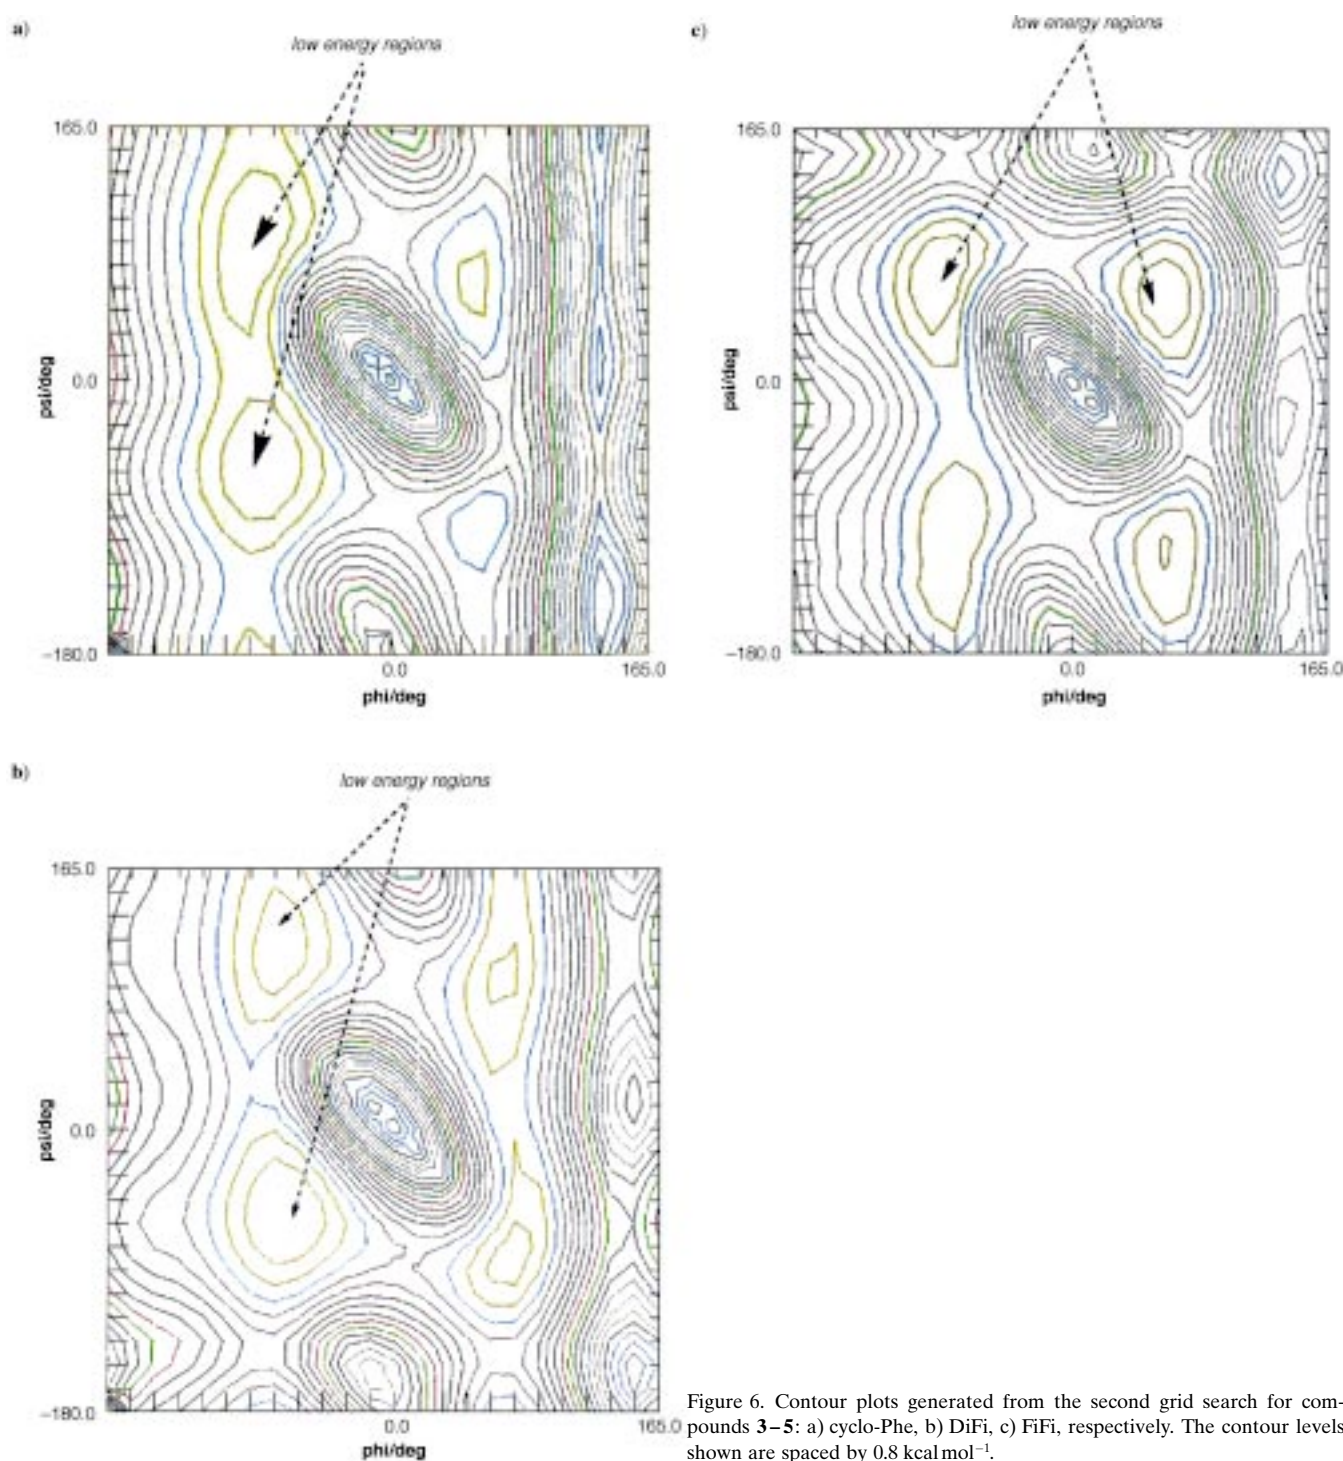 a)
low energy regions
165.0
psi/deg
0.0
−180.0
0.0
165.0
phi/deg
c)
low energy regions
165.0
psi/deg
0.0
−180.0
0.0
165.0
phi/deg
b)
low energy regions
165.0
psi/deg
0.0
−180.0
0.0
165.0
phi/deg
Figure 6. Contour plots generated from the second grid search for com-
pounds 3–5: a) cyclo-Phe, b) DiFi, c) FiFi, respectively. The contour levels
shown are spaced by 0.8 kcal mol⁻¹.